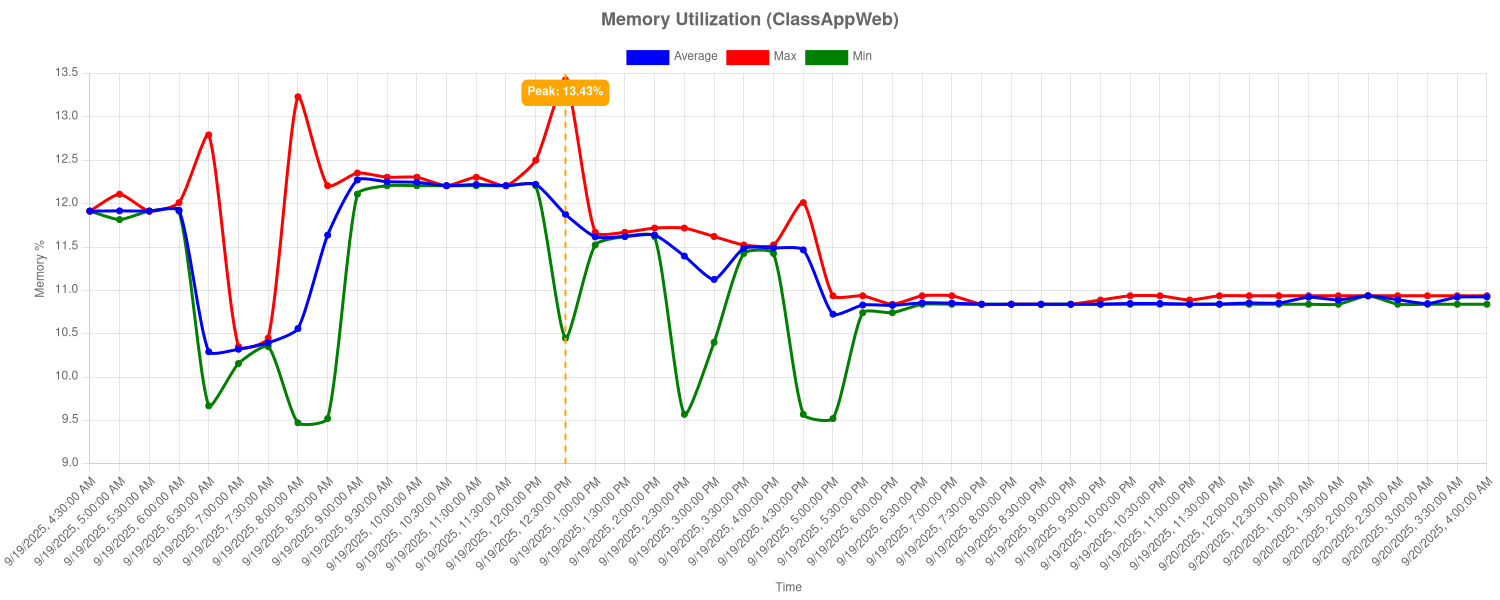 Memory Utilization (ClassAppWeb)
Average Max Min
Peak: 13.43%
Memory %
13.5
13.0
12.5
12.0
11.5
11.0
10.5
10.0
9.5
9.0
9/19/2025, 4:30:00 AM
9/19/2025, 5:00:00 AM
9/19/2025, 5:30:00 AM
9/19/2025, 6:00:00 AM
9/19/2025, 6:30:00 AM
9/19/2025, 7:00:00 AM
9/19/2025, 7:30:00 AM
9/19/2025, 8:00:00 AM
9/19/2025, 8:30:00 AM
9/19/2025, 9:00:00 AM
9/19/2025, 9:30:00 AM
9/19/2025, 10:00:00 AM
9/19/2025, 10:30:00 AM
9/19/2025, 11:00:00 AM
9/19/2025, 11:30:00 AM
9/19/2025, 12:00:00 PM
9/19/2025, 12:30:00 PM
9/19/2025, 1:00:00 PM
9/19/2025, 1:30:00 PM
9/19/2025, 2:00:00 PM
9/19/2025, 2:30:00 PM
9/19/2025, 3:00:00 PM
9/19/2025, 3:30:00 PM
9/19/2025, 4:00:00 PM
9/19/2025, 4:30:00 PM
9/19/2025, 5:00:00 PM
9/19/2025, 5:30:00 PM
9/19/2025, 6:00:00 PM
9/19/2025, 6:30:00 PM
9/19/2025, 7:00:00 PM
9/19/2025, 7:30:00 PM
9/19/2025, 8:00:00 PM
9/19/2025, 8:30:00 PM
9/19/2025, 9:00:00 PM
9/19/2025, 9:30:00 PM
9/19/2025, 10:00:00 PM
9/19/2025, 10:30:00 PM
9/19/2025, 11:00:00 PM
9/19/2025, 11:30:00 PM
9/20/2025, 12:00:00 AM
9/20/2025, 12:30:00 AM
9/20/2025, 1:00:00 AM
9/20/2025, 1:30:00 AM
9/20/2025, 2:00:00 AM
9/20/2025, 2:30:00 AM
9/20/2025, 3:00:00 AM
9/20/2025, 3:30:00 AM
9/20/2025, 4:00:00 AM
Time